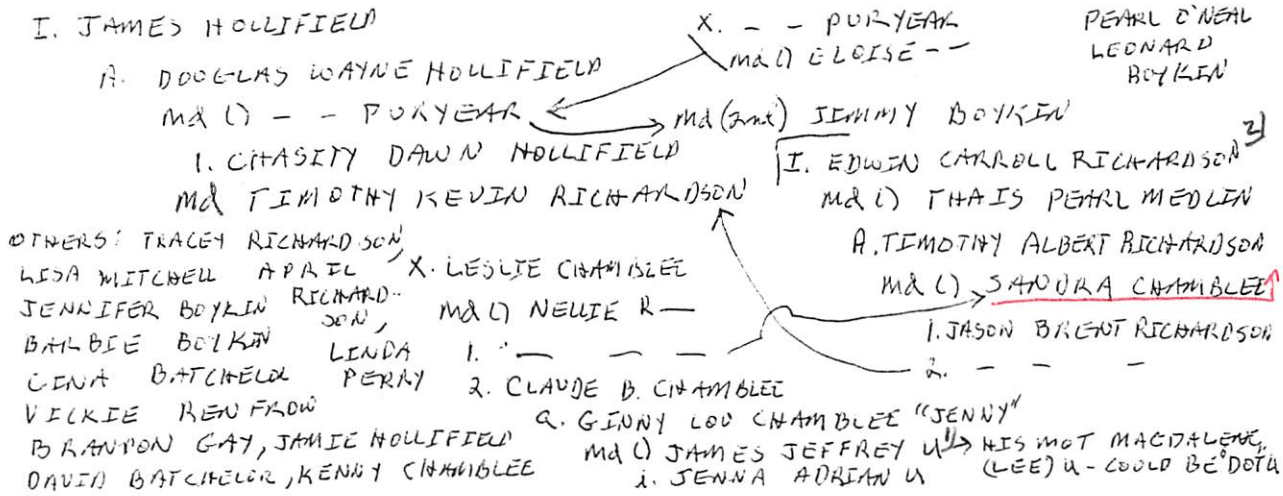 I. JAMES HOLLIFIELD
A. DOUGLAS WAYNE HOLLIFIELD
md () - - PURYEAR
1. CHASITY DAWN HOLLIFIELD
md TIMOTHY KEVIN RICHARDSON
X. - - PURYEAR
md () ELOISE - -
PEARL O'NEAL
LEONARD
BOYKIN
md (2nd) JIMMY BOYKIN
I. EDWIN CARROLL RICHARDSON
md () THAIS PEARL MEDLIN
A. TIMOTHY ALBERT RICHARDSON
md () SANDRA CHAMBLEE
1. JASON BRENT RICHARDSON
2. - - -
OTHERS: TRACEY RICHARDSON,
LISA MITCHELL APRIL
JENNIFER BOYKIN RICHARD-
SON,
BARBIE BOYKIN LINDA
LINA BATCHELOR PERRY
VICKIE RENFROW
BRANDON GAY, JAMIE HOLLIFIELD
DAVID BATCHELOR, KENNY CHAMBLEE
X. LESLIE CHAMBLEE
md () NELLIE R—
1. - - -
2. CLAUDE B. CHAMBLEE
a. GINNY LOU CHAMBLEE "JENNY"
md () JAMES JEFFREY U
i. JENNA ADRIAN U
HIS MOT MAGDALENE
(LEE) U - COULD BE